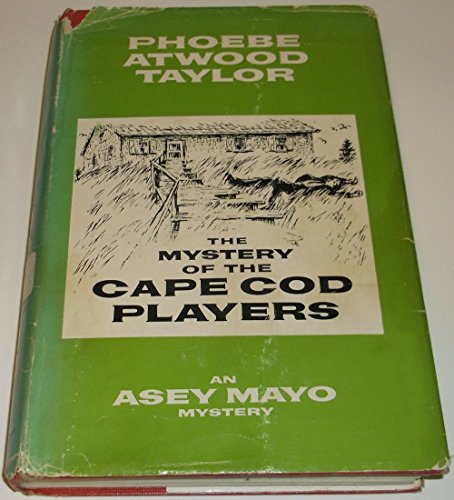 PHOEBE
ATWOOD
TAYLOR
THE
MYSTERY
OF THE
CAPE COD
PLAYERS
AN
ASEY MAYO
MYSTERY